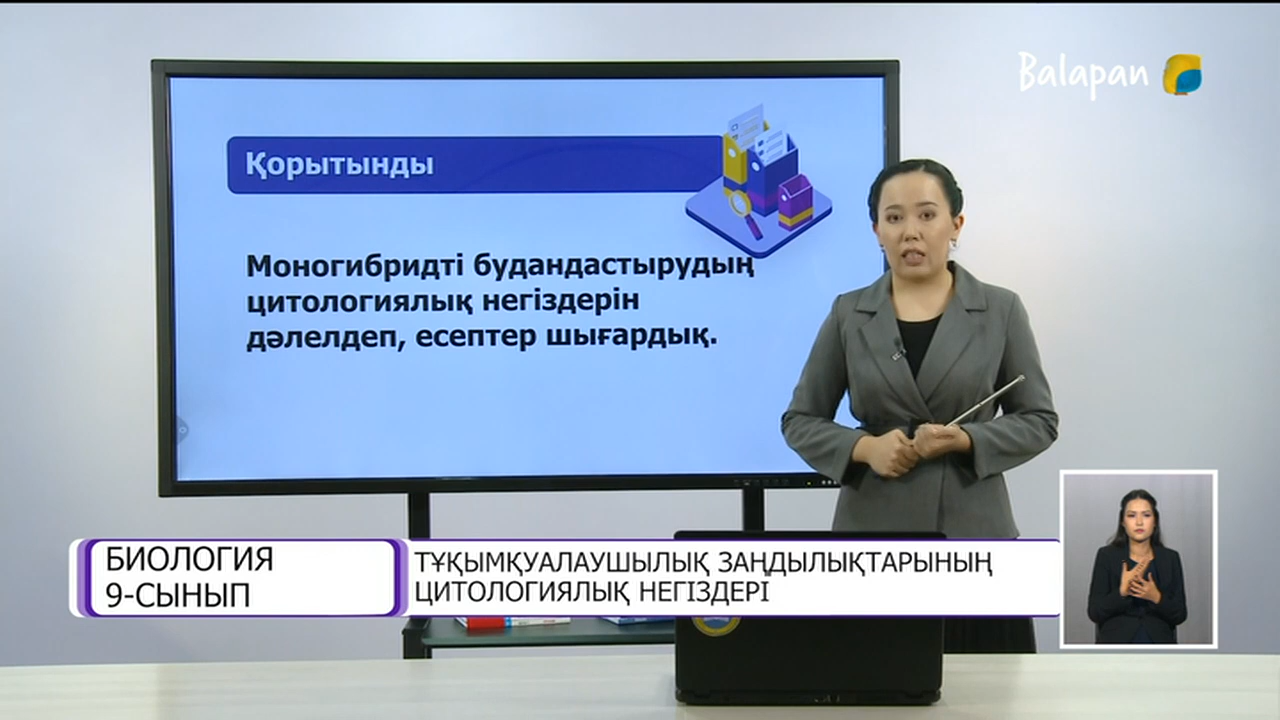 Balapan
Қорытынды
Моногибридті будандастырудың
цитологиялық негіздерін
дәлелдеп, есептер шығардық.
БИОЛОГИЯ
9-СЫНЫП
ТҰҚЫМҚУАЛАУШЫЛЫҚ ЗАҢДЫЛЫҚТАРЫНЫҢ
ЦИТОЛОГИЯЛЫҚ НЕГІЗДЕРІ